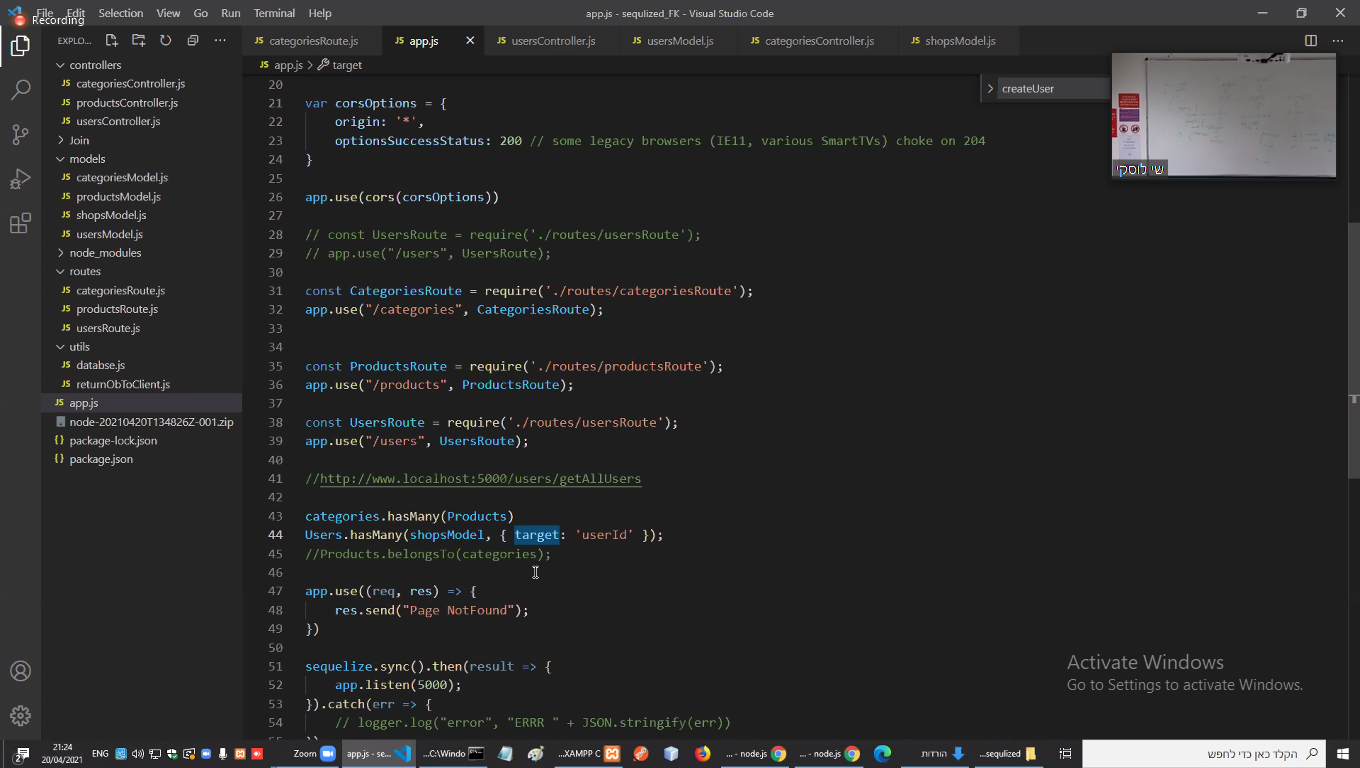 File Edit Selection View Go Run Terminal Help
Recording
app.js - sequlized_FK - Visual Studio Code
EXPLO...
categoriesRoute.js
app.js
usersController.js
usersModel.js
categoriesController.js
shopsModel.js
app.js > target
createUser
שי לוסקי
controllers
categoriesController.js
productsController.js
usersController.js
Join
models
categoriesModel.js
productsModel.js
shopsModel.js
usersModel.js
node_modules
routes
categoriesRoute.js
productsRoute.js
usersRoute.js
utils
databse.js
returnObToClient.js
app.js
node-20210420T134826Z-001.zip
package-lock.json
package.json
20
21 var corsOptions = {
22 origin: '*',
23 optionsSuccessStatus: 200 // some legacy browsers (IE11, various SmartTVs) choke on 204
24 }
25
26 app.use(cors(corsOptions))
27
28 // const UsersRoute = require('./routes/usersRoute');
29 // app.use("/users", UsersRoute);
30
31 const CategoriesRoute = require('./routes/categoriesRoute');
32 app.use("/categories", CategoriesRoute);
33
34
35 const ProductsRoute = require('./routes/productsRoute');
36 app.use("/products", ProductsRoute);
37
38 const UsersRoute = require('./routes/usersRoute');
39 app.use("/users", UsersRoute);
40
41 //http://www.localhost:5000/users/getAllUsers
42
43 categories.hasMany(Products)
44 Users.hasMany(shopsModel, { target: 'userId' });
45 //Products.belongsTo(categories);
46
47 app.use((req, res) => {
48 res.send("Page NotFound");
49 })
50
51 sequelize.sync().then(result => {
52 app.listen(5000);
53 }).catch(err => {
54 // logger.log("error", "ERRR " + JSON.stringify(err))
Activate Windows
Go to Settings to activate Windows.
21:24
20/04/2021
ENG
Zoom
app.js - se...
...C:\Windo
...XAMPP C
... - node.js
... - node.js
הורדות
...sequlized
הקלד כאן כדי לחפש